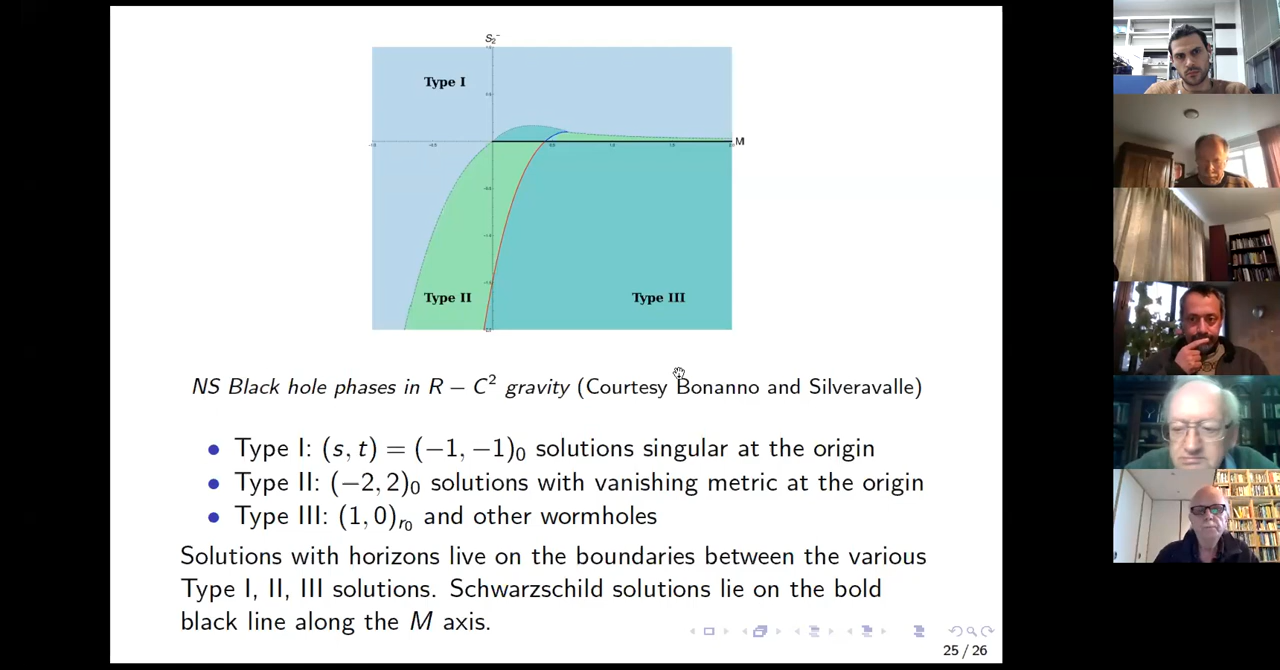 S₂⁻
Type I
M
Type II
Type III
NS Black hole phases in R − C² gravity (Courtesy Bonanno and Silveravalle)
• Type I: (s, t) = (−1, −1)₀ solutions singular at the origin
• Type II: (−2, 2)₀ solutions with vanishing metric at the origin
• Type III: (1, 0)ᵣ₀ and other wormholes
Solutions with horizons live on the boundaries between the various
Type I, II, III solutions. Schwarzschild solutions lie on the bold
black line along the M axis.
25 / 26